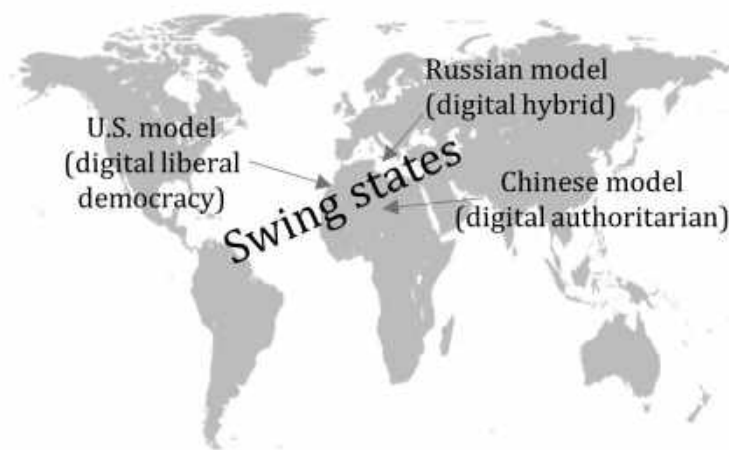 Russian model
(digital hybrid)
U.S. model
(digital liberal
democracy)
Swing states
Chinese model
(digital authoritarian)